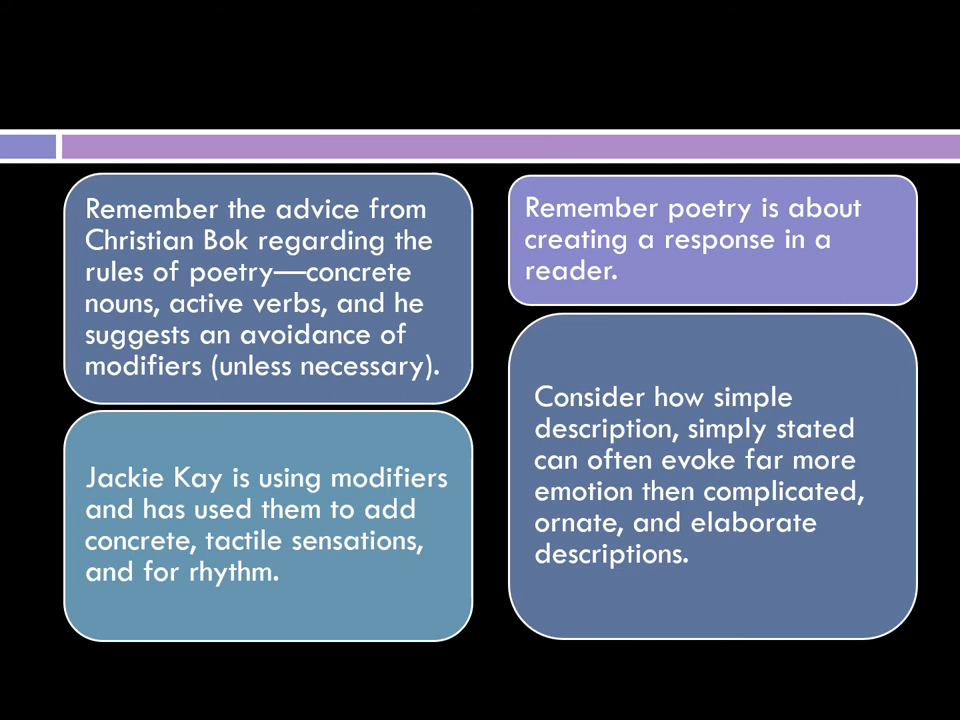 Remember the advice from
Christian Bok regarding the
rules of poetry—concrete
nouns, active verbs, and he
suggests an avoidance of
modifiers (unless necessary).
Jackie Kay is using modifiers
and has used them to add
concrete, tactile sensations,
and for rhythm.
Remember poetry is about
creating a response in a
reader.
Consider how simple
description, simply stated
can often evoke far more
emotion then complicated,
ornate, and elaborate
descriptions.